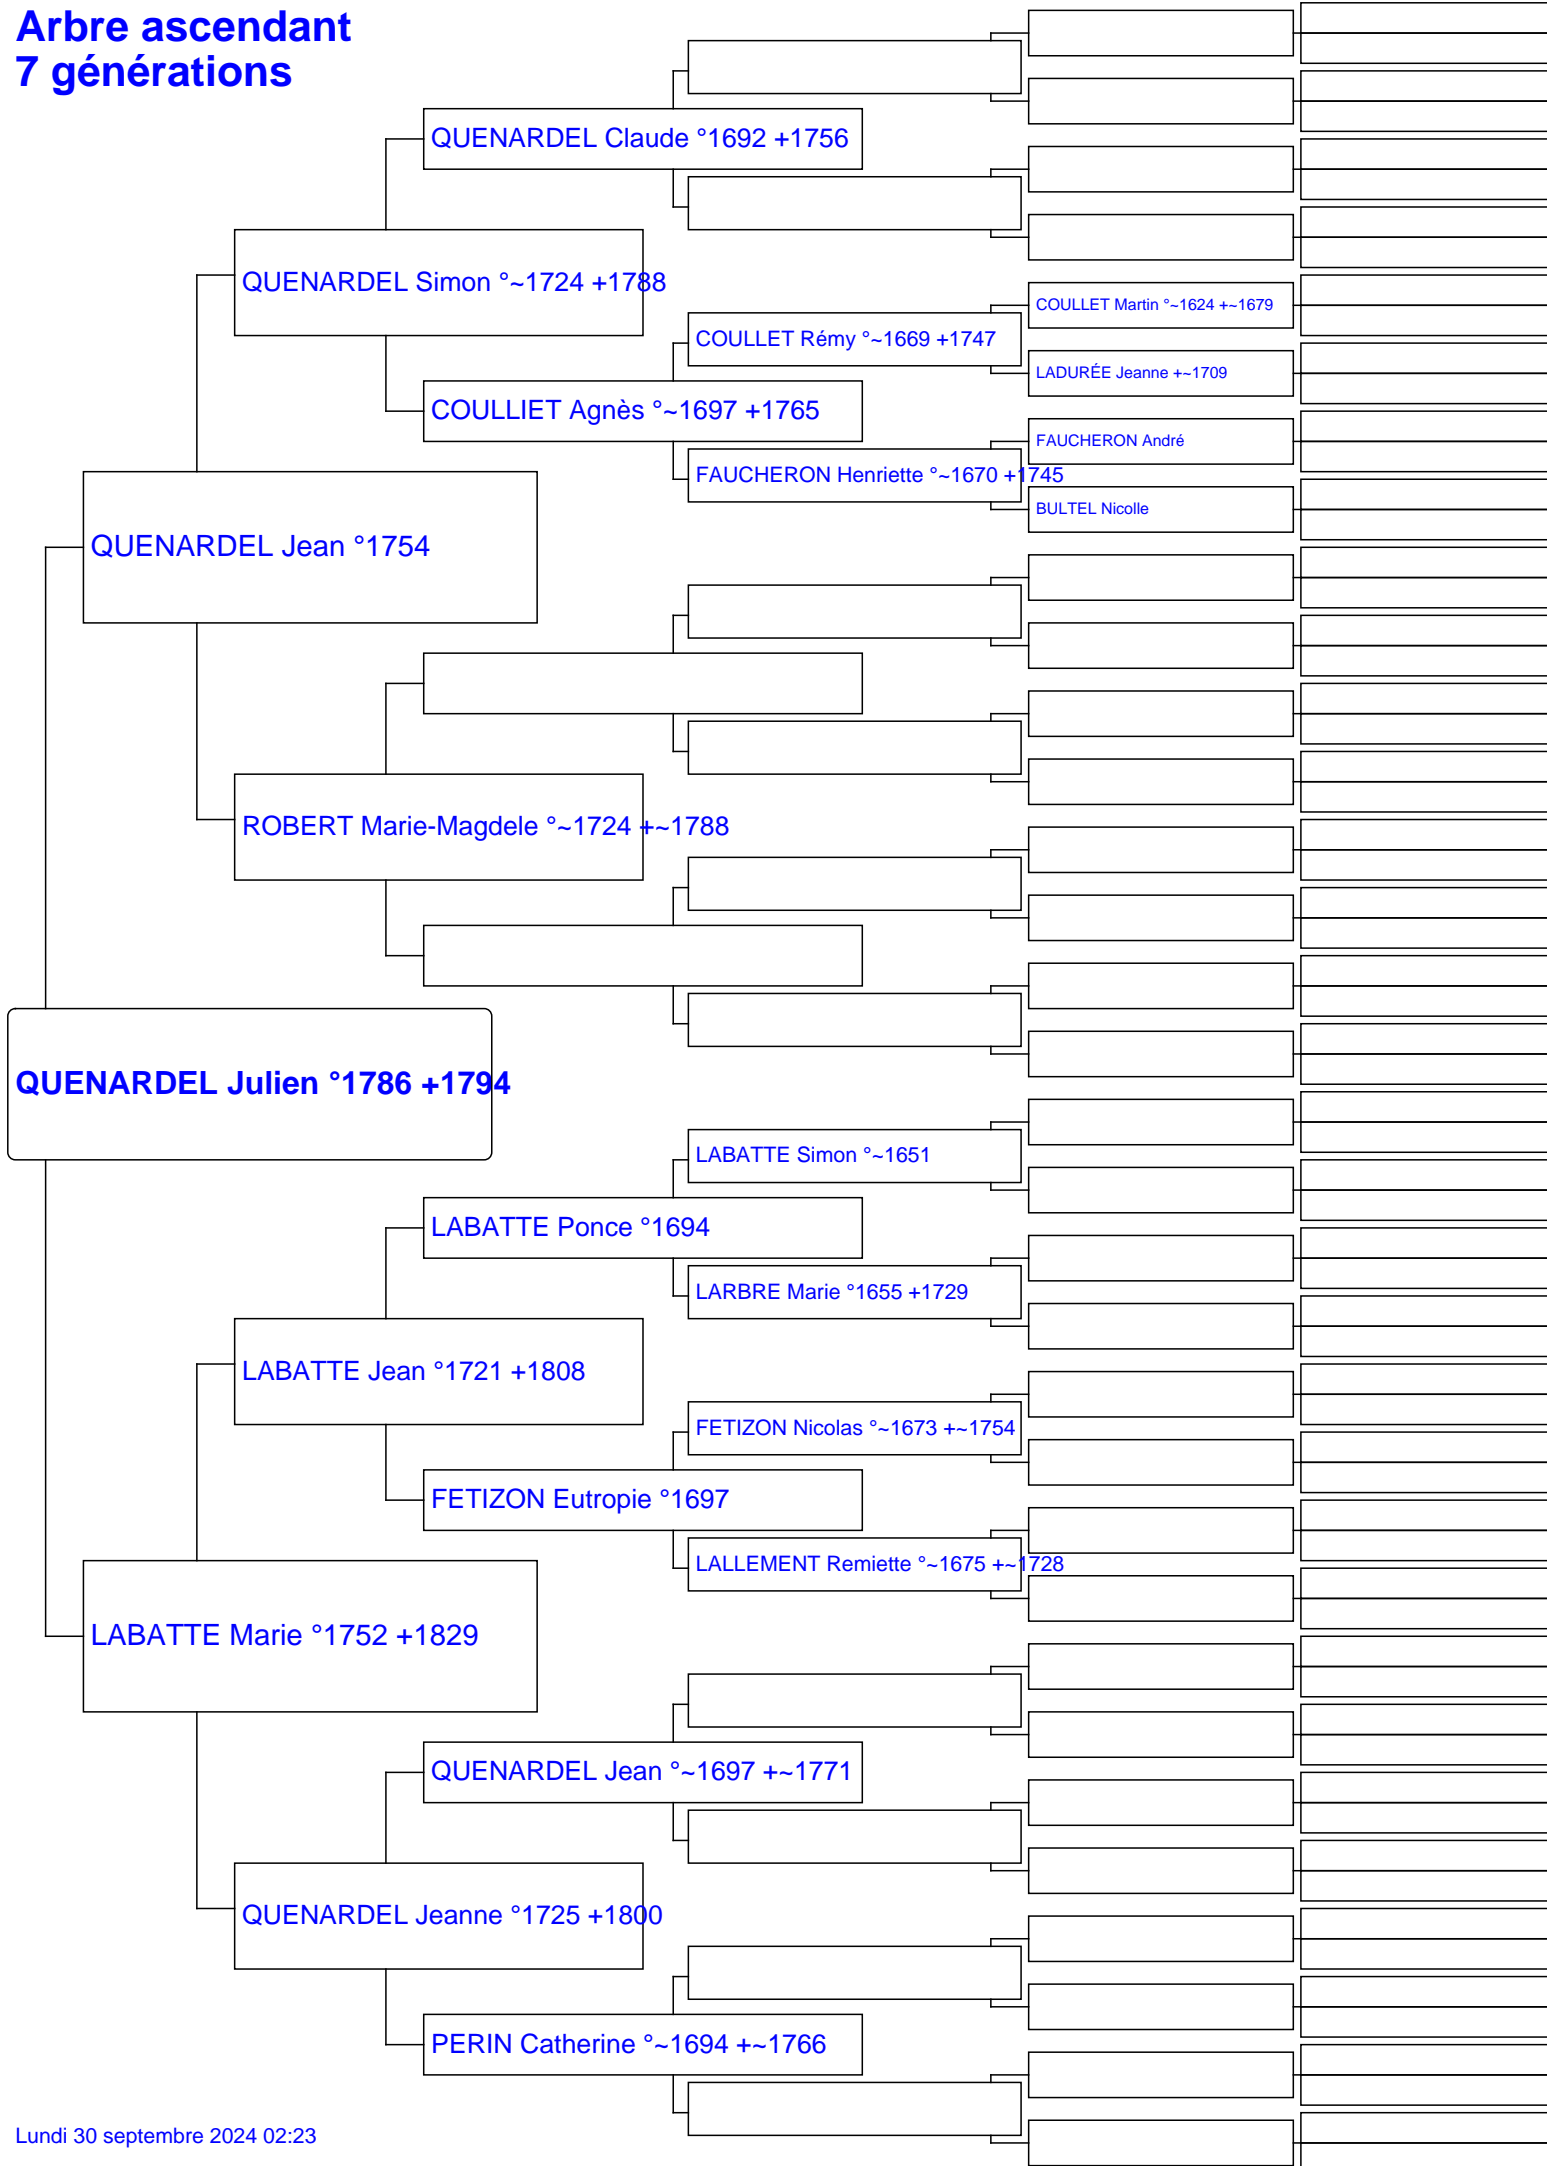 Arbre ascendant
7 générations
QUENARDEL Claude °1692 +1756
QUENARDEL Simon °~1724 +1788
COULLET Martin °~1624 +~1679
COULLET Rémy °~1669 +1747
LADURÉE Jeanne +~1709
COULLIET Agnès °~1697 +1765
FAUCHERON André
FAUCHERON Henriette °~1670 +1745
BULTEL Nicolle
QUENARDEL Jean °1754
ROBERT Marie-Magdele °~1724 +~1788
QUENARDEL Julien °1786 +1794
LABATTE Simon °~1651
LABATTE Ponce °1694
LARBRE Marie °1655 +1729
LABATTE Jean °1721 +1808
FETIZON Nicolas °~1673 +~1754
FETIZON Eutropie °1697
LALLEMENT Remiette °~1675 +~1728
LABATTE Marie °1752 +1829
QUENARDEL Jean °~1697 +~1771
QUENARDEL Jeanne °1725 +1800
PERIN Catherine °~1694 +~1766
Lundi 30 septembre 2024 02:23